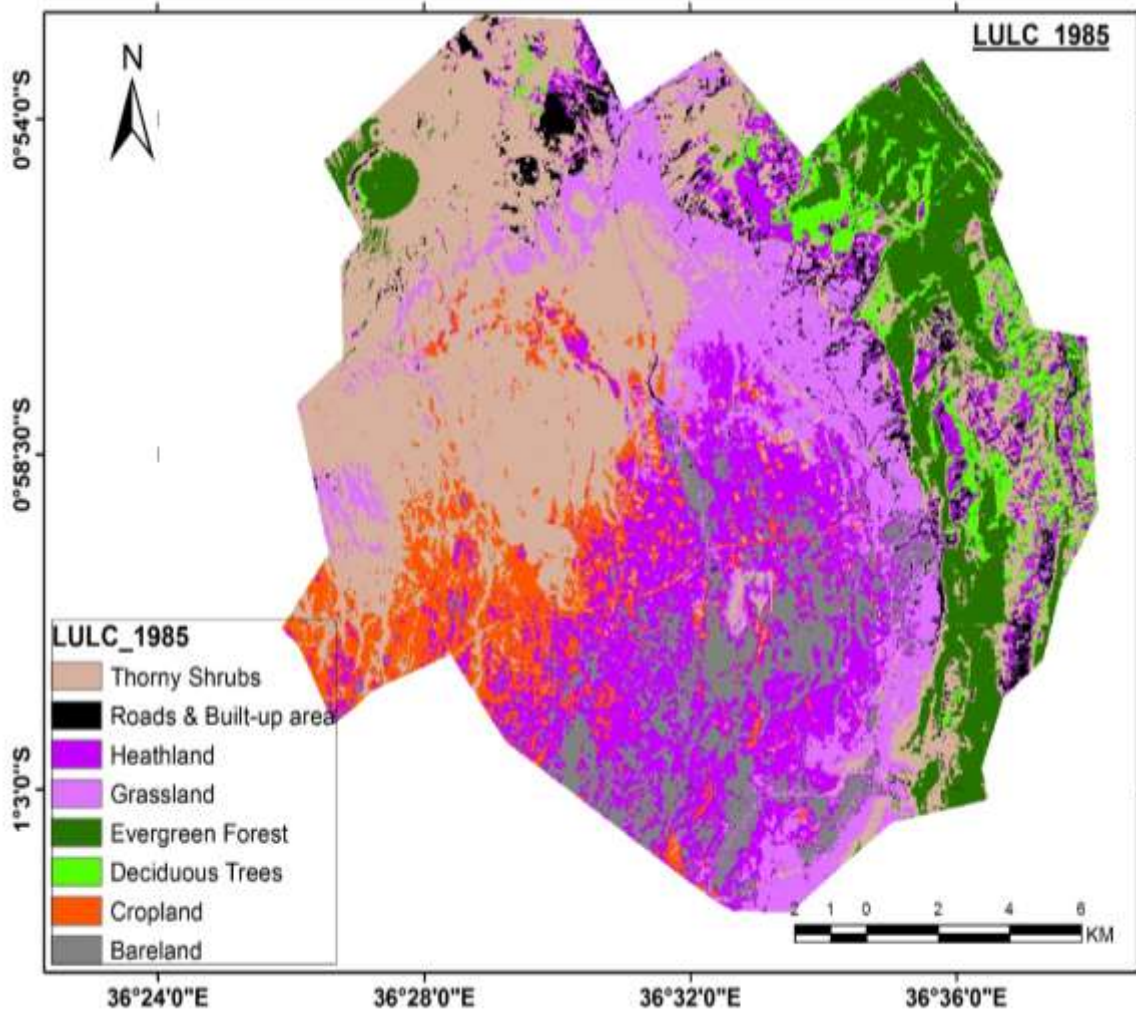 LULC_1985
N
0°54'0"S
0°58'30"S
1°3'0"S
LULC_1985
Thorny Shrubs
Roads & Built-up area
Heathland
Grassland
Evergreen Forest
Deciduous Trees
Cropland
Bareland
2 1 0 2 4 6
KM
36°24'0"E 36°28'0"E 36°32'0"E 36°36'0"E